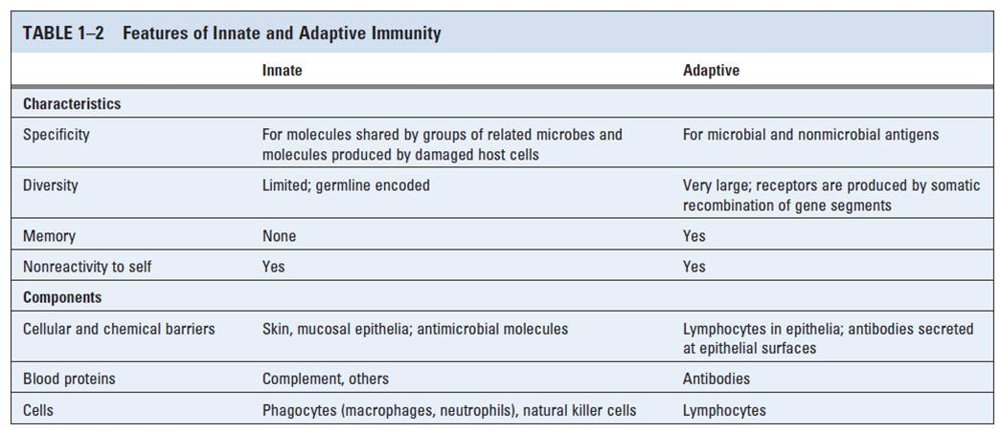 TABLE 1–2 Features of Innate and Adaptive Immunity
Innate Adaptive
Characteristics
Specificity For molecules shared by groups of related microbes and For microbial and nonmicrobial antigens
molecules produced by damaged host cells
Diversity Limited; germline encoded Very large; receptors are produced by somatic
recombination of gene segments
Memory None Yes
Nonreactivity to self Yes Yes
Components
Cellular and chemical barriers Skin, mucosal epithelia; antimicrobial molecules Lymphocytes in epithelia; antibodies secreted
at epithelial surfaces
Blood proteins Complement, others Antibodies
Cells Phagocytes (macrophages, neutrophils), natural killer cells Lymphocytes